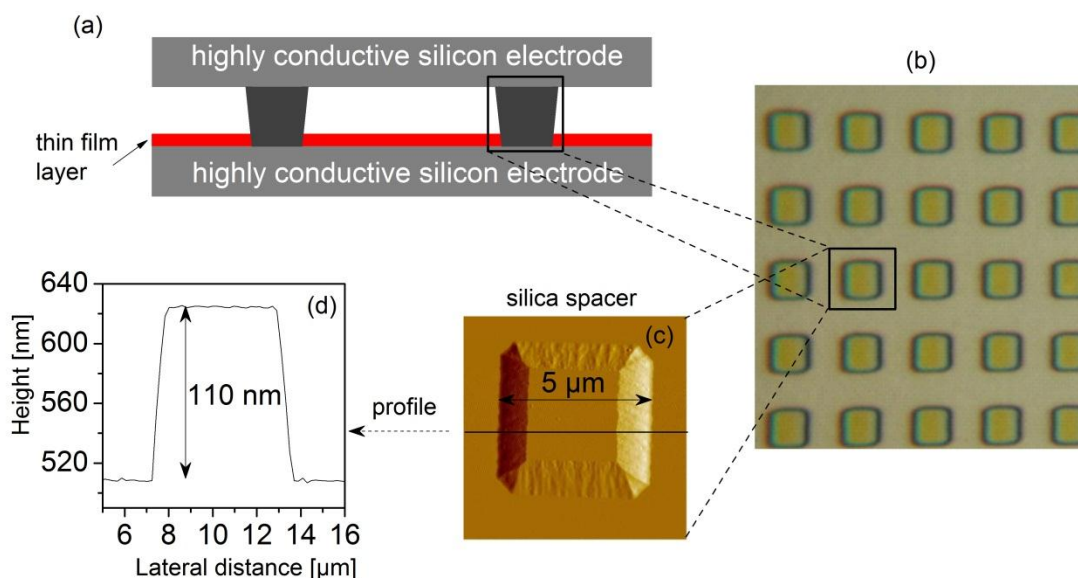 (a)
highly conductive silicon electrode
thin film
layer
highly conductive silicon electrode
(b)
silica spacer
(c)
5 µm
profile
(d)
110 nm
Height [nm]
640
600
560
520
6 8 10 12 14 16
Lateral distance [µm]